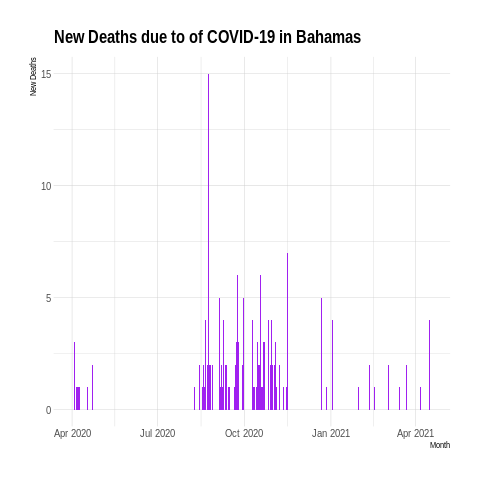 New Deaths due to of COVID-19 in Bahamas
New Deaths
15
10
5
0
Apr 2020 Jul 2020 Oct 2020 Jan 2021 Apr 2021
Month